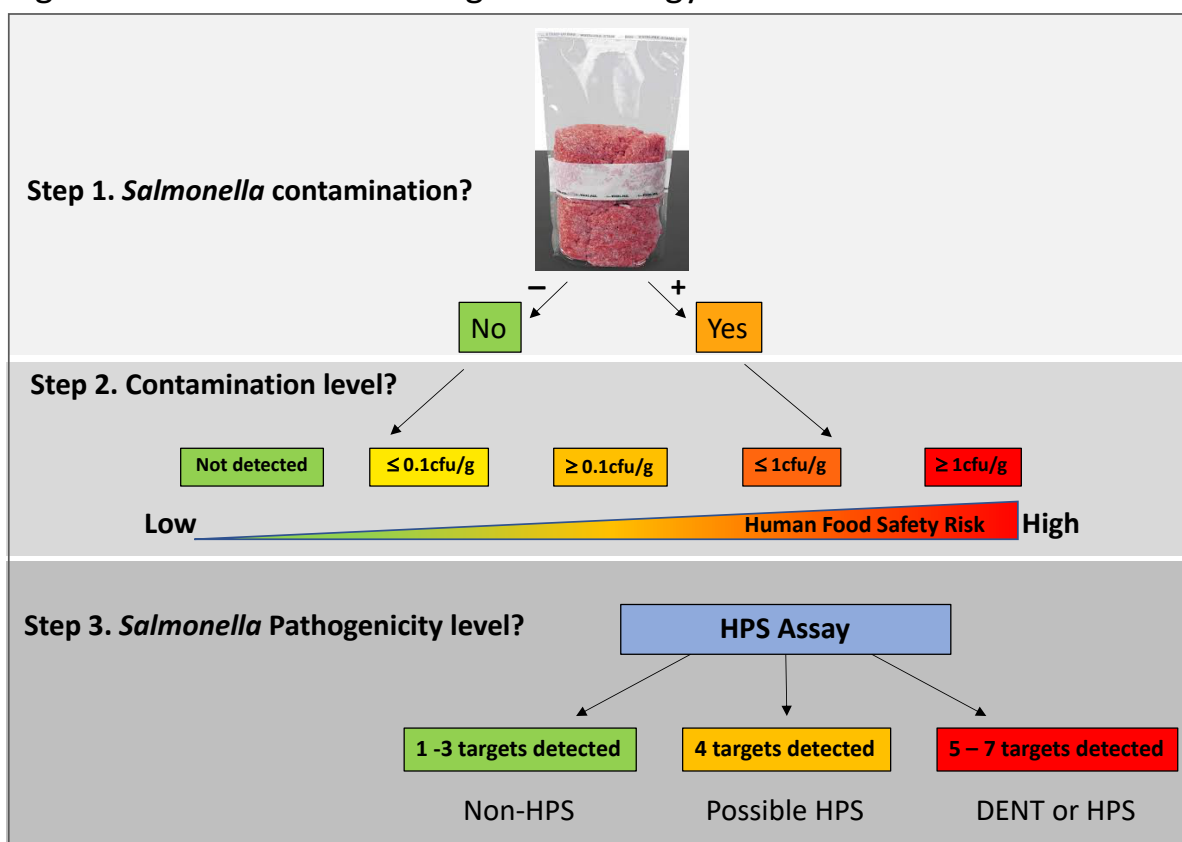 Step 1. Salmonella contamination?
– +
No Yes
Step 2. Contamination level?
Not detected ≤ 0.1cfu/g ≥ 0.1cfu/g ≤ 1cfu/g ≥ 1cfu/g
Low Human Food Safety Risk High
Step 3. Salmonella Pathogenicity level?
HPS Assay
1 -3 targets detected 4 targets detected 5 – 7 targets detected
Non-HPS Possible HPS DENT or HPS